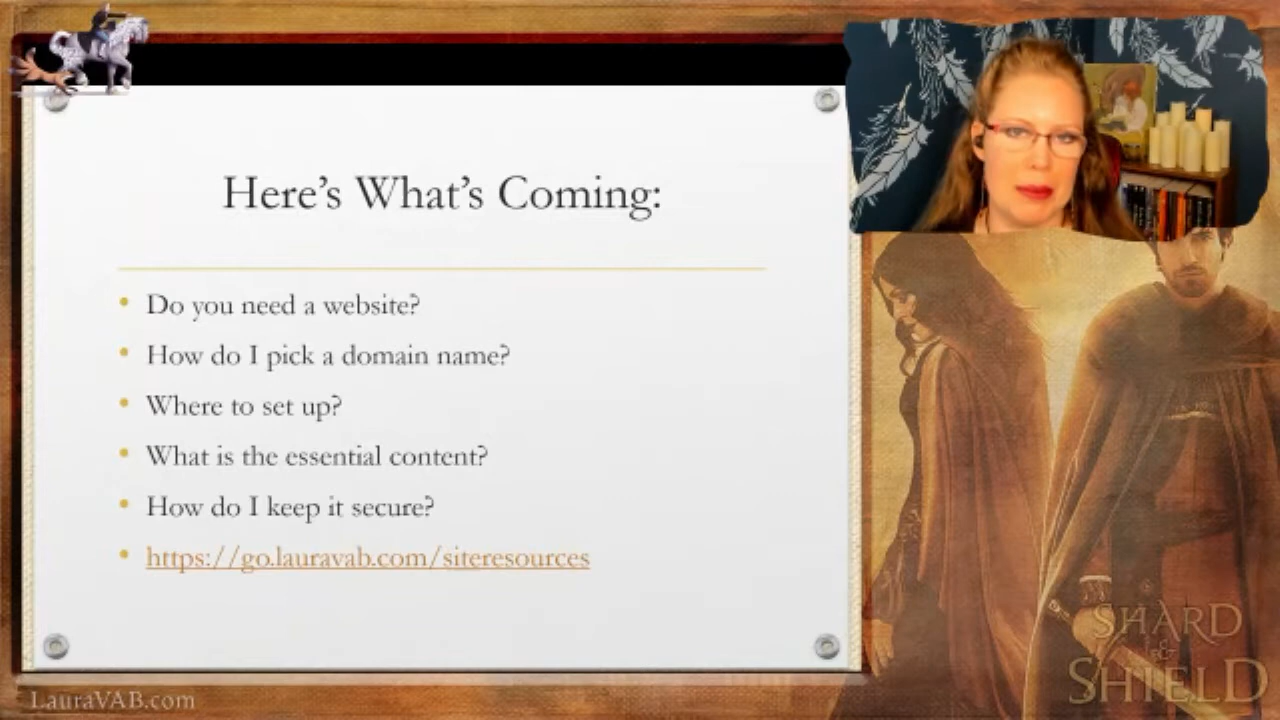 Here’s What’s Coming:
• Do you need a website?
• How do I pick a domain name?
• Where to set up?
• What is the essential content?
• How do I keep it secure?
• https://go.lauravab.com/siteresources
LauraVAB.com
SHARD
&
SHIELD